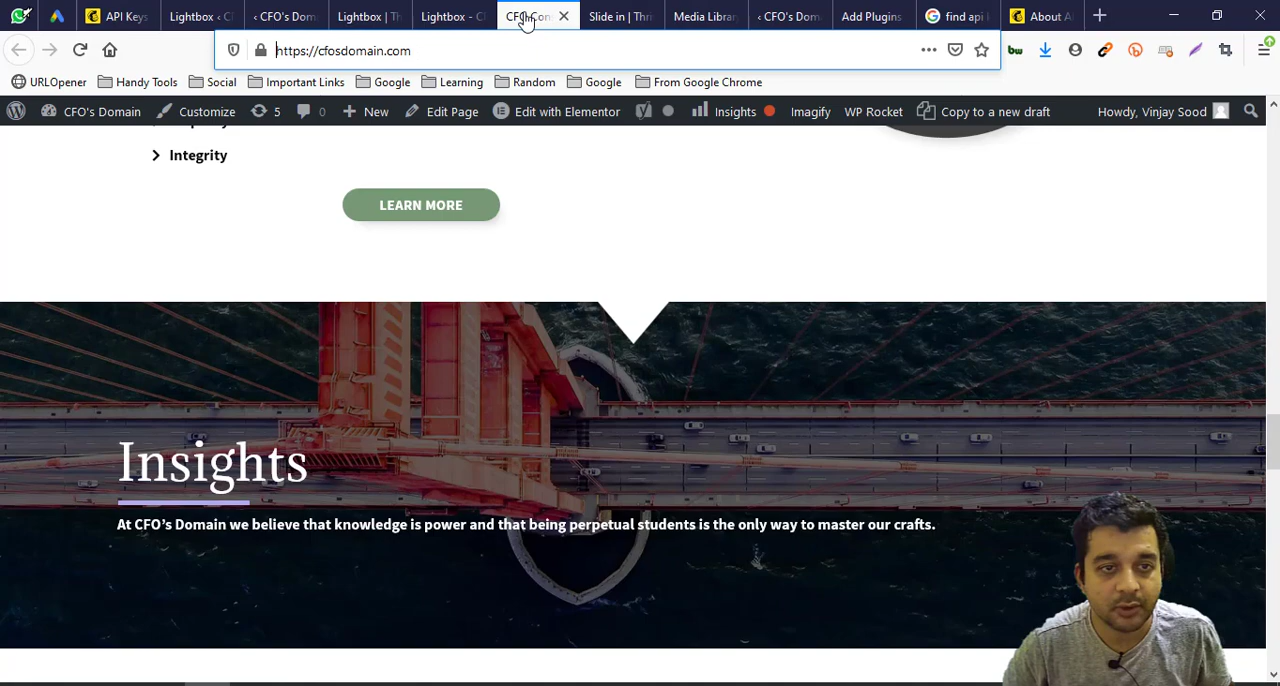 API Keys
Lightbox ‹ C
‹ CFO's Dom
Lightbox | Th
Lightbox - C
CFO Con
Slide in | Thri
Media Librar
‹ CFO's Dom
Add Plugins
find api
About A
https://cfosdomain.com
URLOpener
Handy Tools
Social
Important Links
Google
Learning
Random
Google
From Google Chrome
CFO's Domain
Customize
5
0
New
Edit Page
Edit with Elementor
Insights
Imagify
WP Rocket
Copy to a new draft
Howdy, Vinjay Sood
Integrity
LEARN MORE
Insights
At CFO's Domain we believe that knowledge is power and that being perpetual students is the only way to master our crafts.